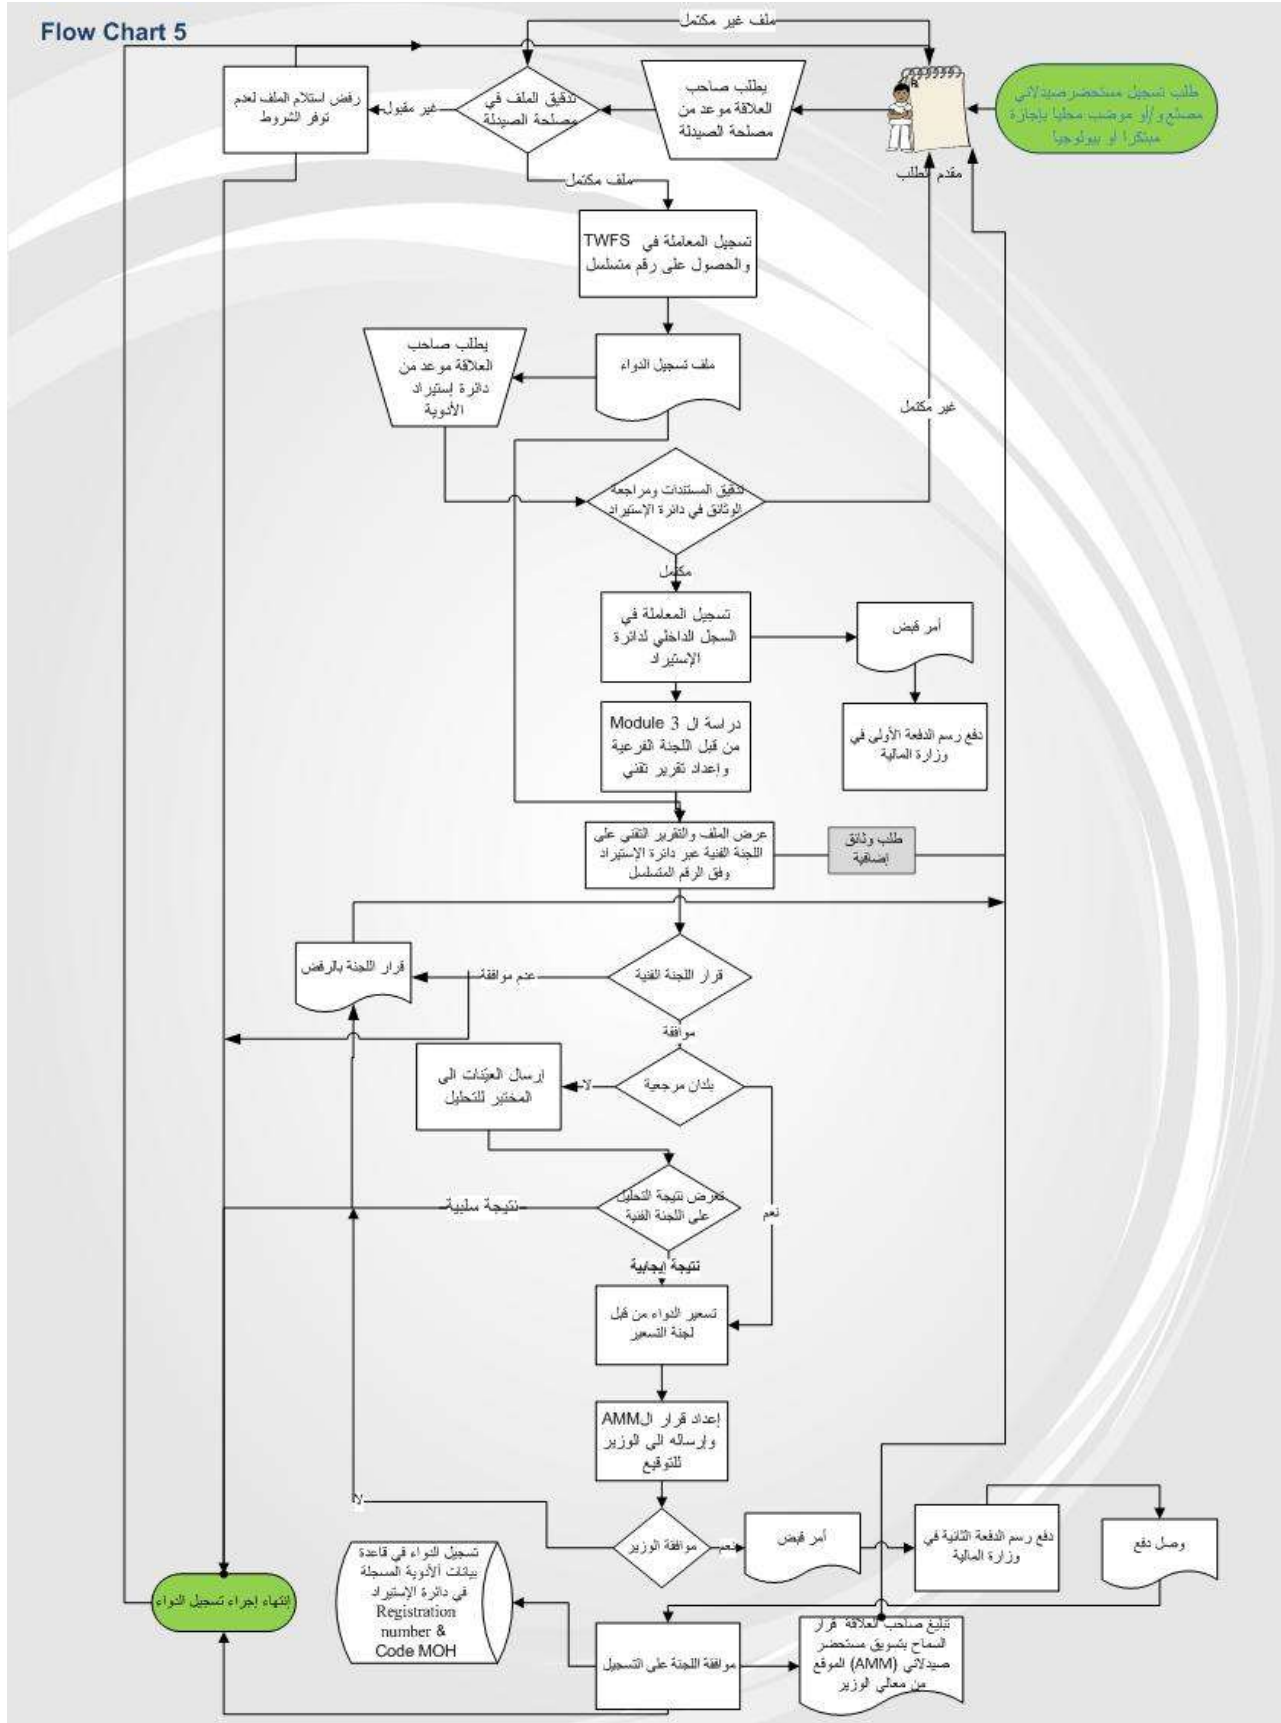 Flow Chart 5
ملف غير مكتمل
طلب تسجيل مستحضر صيدلاني
مصنع و/أو موضب محليا بإجازة
مبتكرا او بيولوجيا
مقدم الطلب
يطلب صاحب
العلاقة موعد من
مصلحة الصيدلة
تدقيق الملف في
مصلحة الصيدلة
غير مقبول
رفض استلام الملف لعدم
توفر الشروط
ملف مكتمل
تسجيل المعاملة في TWFS
والحصول على رقم متسلسل
ملف تسجيل الدواء
يطلب صاحب
العلاقة موعد من
دائرة إستيراد
الأدوية
غير مكتمل
تدقيق المستندات ومراجعة
الوثائق في دائرة الإستيراد
مكتمل
تسجيل المعاملة في
السجل الداخلي لدائرة
الإستيراد
أمر قبض
دفع رسم الدفعة الأولى في
وزارة المالية
دراسة ال Module 3
من قبل اللجنة الفرعية
وإعداد تقرير تقني
عرض الملف والتقرير التقني على
اللجنة الفنية عبر دائرة الإستيراد
وفق الرقم المتسلسل
طلب وثائق
إضافية
قرار اللجنة الفنية
عدم موافقة
قرار اللجنة بالرفض
موافقة
بلدان مرجعية
لا
إرسال العيّنات الى
المختبر للتحليل
نعم
تعرض نتيجة التحليل
على اللجنة الفنية
نتيجة سلبية
نتيجة إيجابية
تسعير الدواء من قبل
لجنة التسعير
إعداد قرار الAMM
وإرساله الى الوزير
للتوقيع
موافقة الوزير
لا
نعم
أمر قبض
دفع رسم الدفعة الثانية في
وزارة المالية
وصل دفع
تسجيل الدواء في قاعدة
بيانات ألأدوية المسجلة
في دائرة الإستيراد
Registration
number &
Code MOH
إنتهاء إجراء تسجيل الدواء
موافقة اللجنة على التسجيل
تبليغ صاحب العلاقة قرار
السماح بتسويق مستحضر
صيدلاني (AMM) الموقع
من معالي الوزير